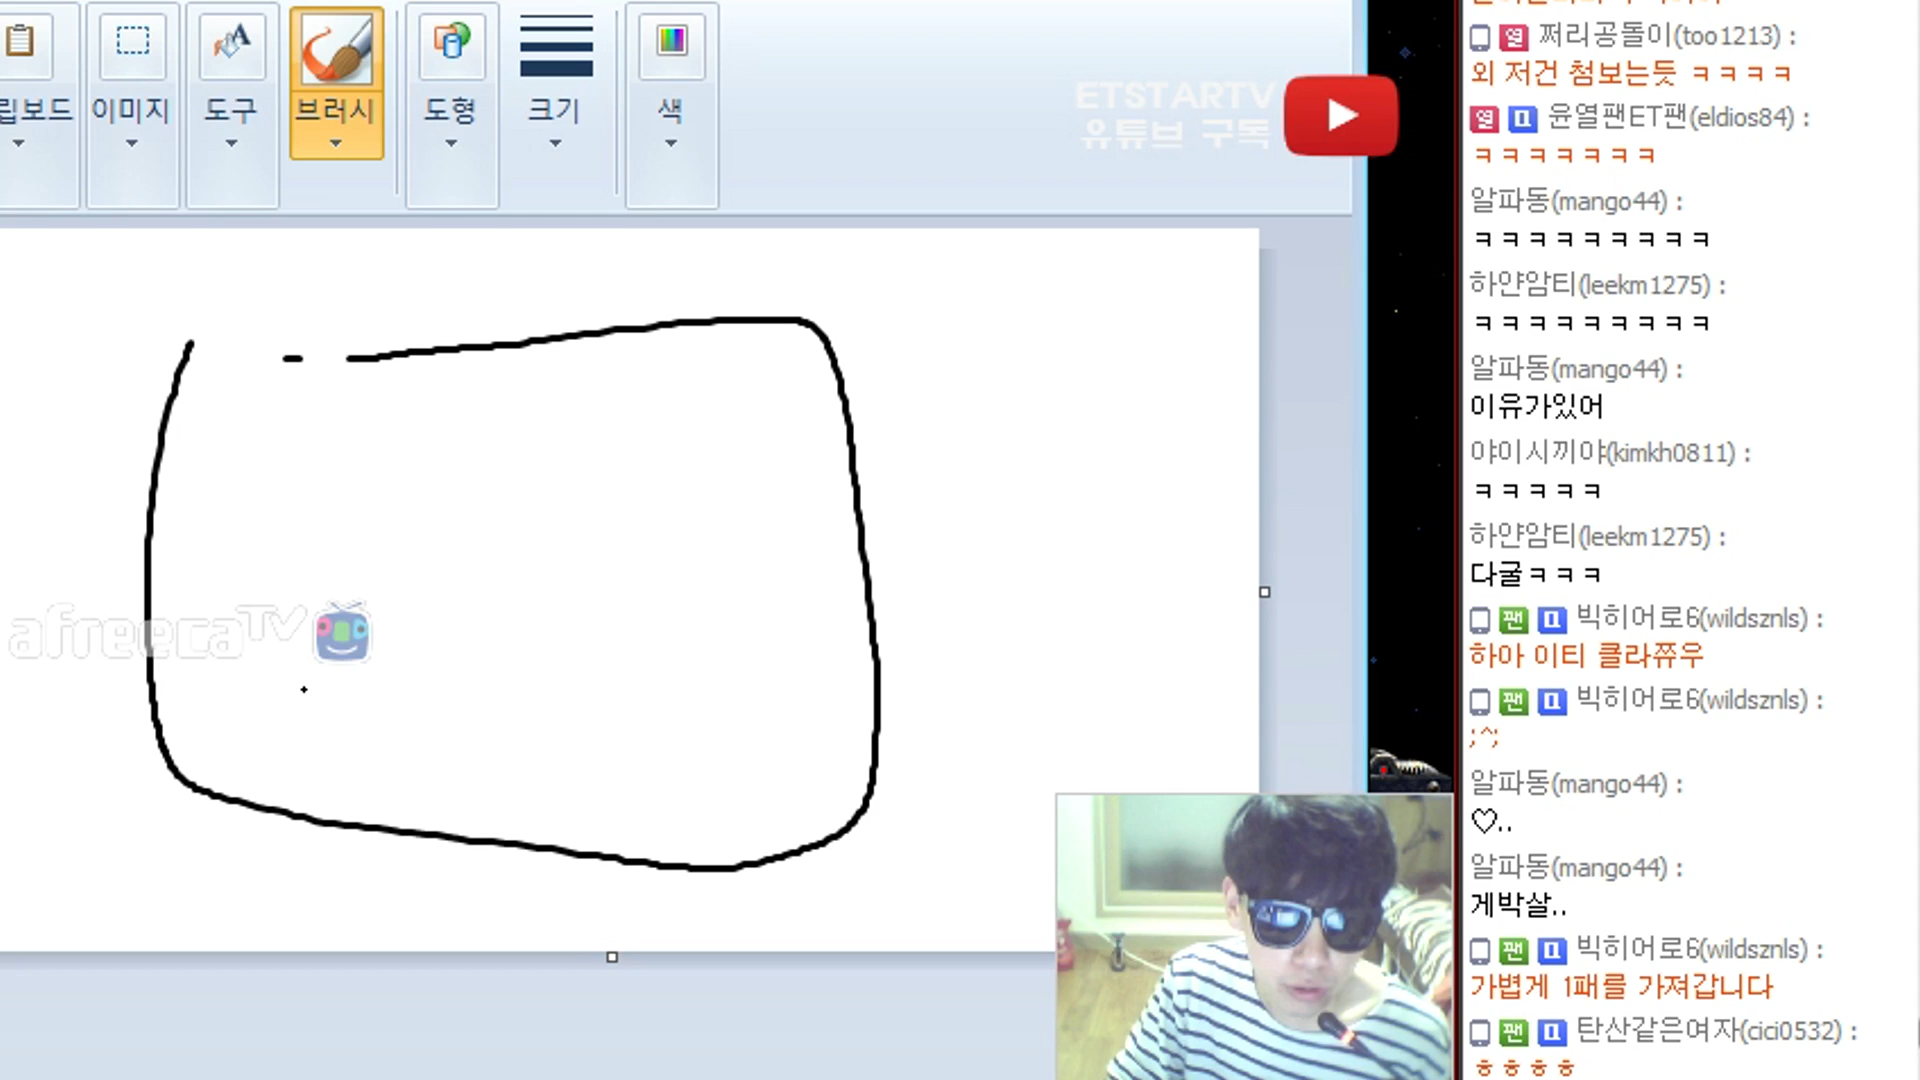 립보드
이미지
도구
브러시
도형
크기
색
ETSTARTV
유튜브 구독
afreecaTV
열 쩌리공돌이(too1213) :
외 저건 첨보는듯 ㅋㅋㅋㅋ
열 윤열팬ET팬(eldios84) :
ㅋㅋㅋㅋㅋㅋㅋ
알파동(mango44) :
ㅋㅋㅋㅋㅋㅋㅋㅋㅋ
하얀암티(leekm1275) :
ㅋㅋㅋㅋㅋㅋㅋㅋㅋ
알파동(mango44) :
이유가있어
야이시끼야(kimkh0811) :
ㅋㅋㅋㅋㅋ
하얀암티(leekm1275) :
다굴ㅋㅋㅋ
팬 빅히어로6(wildsznls) :
하아 이티 클라쮸우
팬 빅히어로6(wildsznls) :
;^;
알파동(mango44) :
♡..
알파동(mango44) :
게박살..
팬 빅히어로6(wildsznls) :
가볍게 1패를 가져갑니다
팬 탄산같은여자(cici0532) :
ㅎㅎㅎㅎ